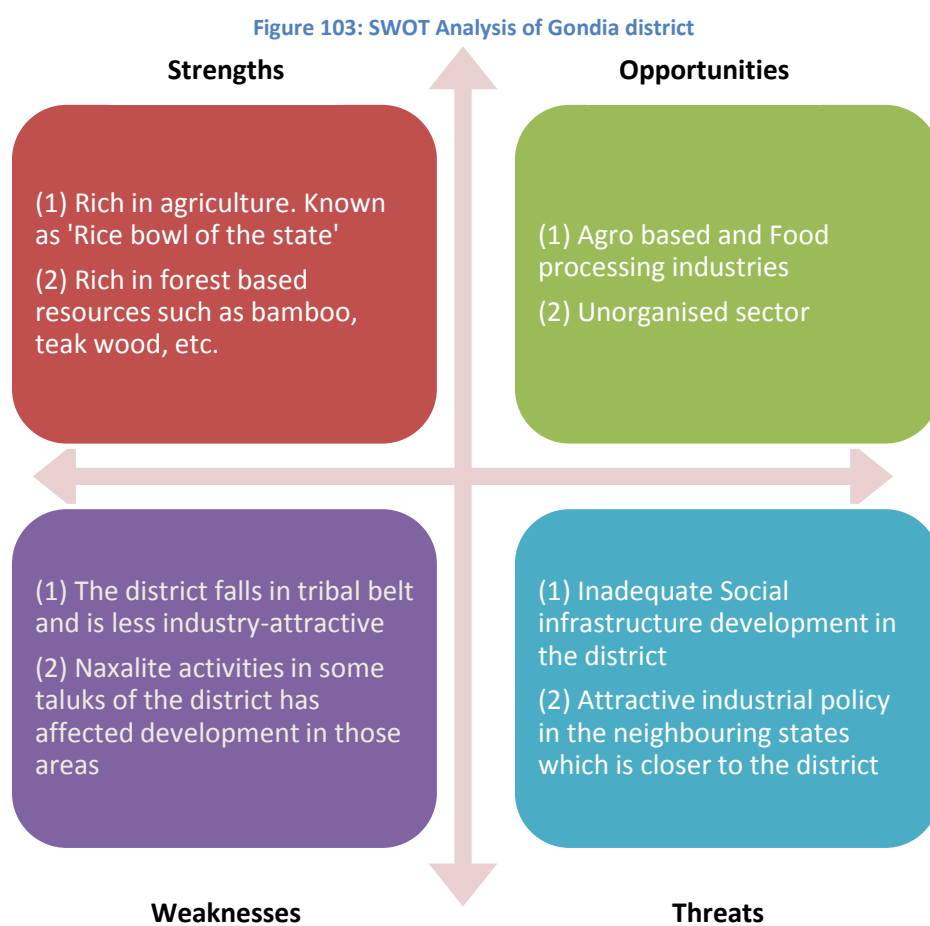 Figure 103: SWOT Analysis of Gondia district
Strengths
Opportunities
(1) Rich in agriculture. Known
as 'Rice bowl of the state'
(2) Rich in forest based
resources such as bamboo,
teak wood, etc.
(1) Agro based and Food
processing industries
(2) Unorganised sector
(1) The district falls in tribal belt
and is less industry-attractive
(2) Naxalite activities in some
taluks of the district has
affected development in those
areas
(1) Inadequate Social
infrastructure development in
the district
(2) Attractive industrial policy
in the neighbouring states
which is closer to the district
Weaknesses
Threats